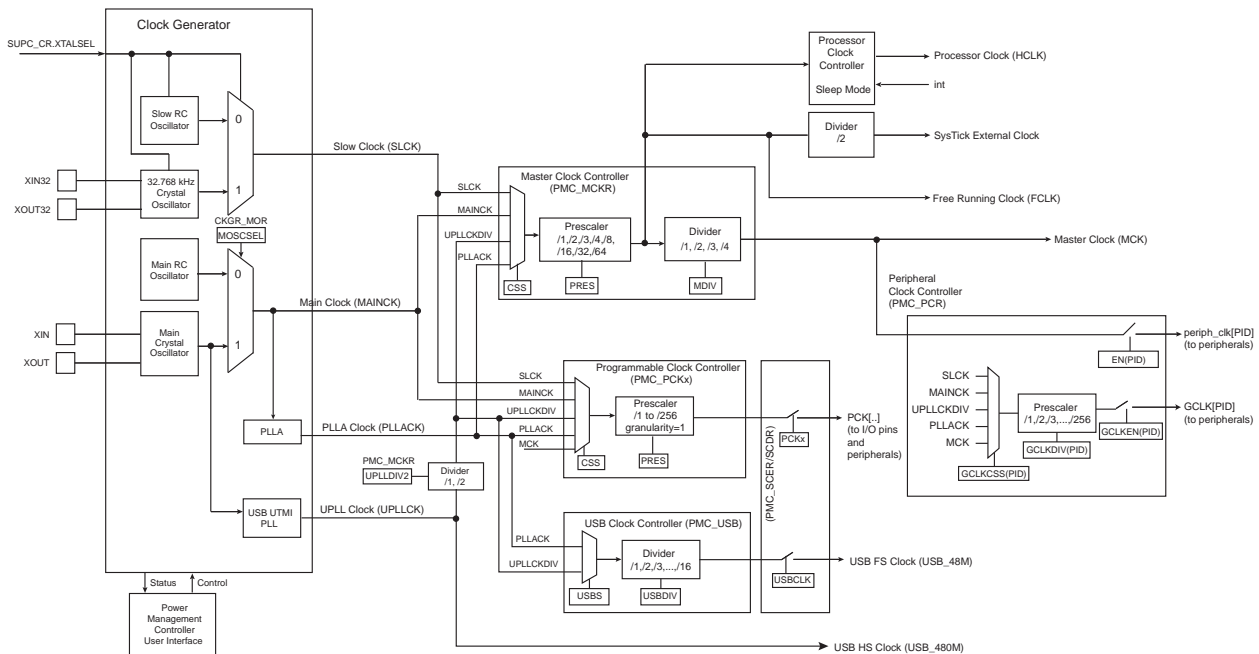 Clock Generator
SUPC_CR.XTALSEL
Slow RC
Oscillator
0
1
Slow Clock (SLCK)
XIN32
XOUT32
32.768 kHz
Crystal
Oscillator
CKGR_MOR
MOSCSEL
Main RC
Oscillator
0
1
Main Clock (MAINCK)
XIN
XOUT
Main
Crystal
Oscillator
PLLA
PLLA Clock (PLLACK)
PMC_MCKR
UPLLDIV2
Divider
/1, /2
USB UTMI
PLL
UPLL Clock (UPLLCK)
Status
Control
Power
Management
Controller
User Interface
Master Clock Controller
(PMC_MCKR)
SLCK
MAINCK
UPLLCKDIV
PLLACK
CSS
Prescaler
/1,/2,/3,/4,/8,
/16,/32,/64
PRES
Divider
/1, /2, /3, /4
MDIV
Processor
Clock
Controller
Sleep Mode
Processor Clock (HCLK)
int
Divider
/2
SysTick External Clock
Free Running Clock (FCLK)
Master Clock (MCK)
Programmable Clock Controller
(PMC_PCKx)
SLCK
MAINCK
UPLLCKDIV
PLLACK
MCK
CSS
Prescaler
/1 to /256
granularity=1
PRES
(PMC_SCER/SCDR)
PCKx
PCK[..]
(to I/O pins
and
peripherals)
USB Clock Controller (PMC_USB)
PLLACK
UPLLCKDIV
USBS
Divider
/1,/2,/3,...,/16
USBDIV
USBCLK
USB FS Clock (USB_48M)
USB HS Clock (USB_480M)
Peripheral
Clock Controller
(PMC_PCR)
EN(PID)
periph_clk[PID]
(to peripherals)
SLCK
MAINCK
UPLLCKDIV
PLLACK
MCK
GCLKCSS(PID)
Prescaler
/1,/2,/3,...,/256
GCLKDIV(PID)
GCLKEN(PID)
GCLK[PID]
(to peripherals)